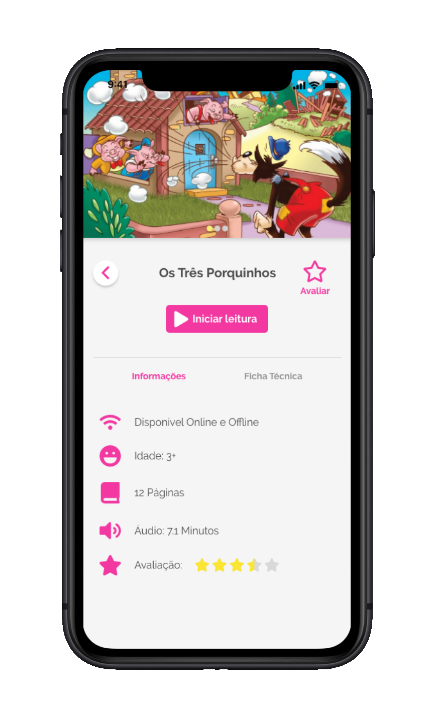 9:41
Os Três Porquinhos
Avaliar
Iniciar leitura
Informações
Ficha Técnica
Disponivel Online e Offline
Idade: 3+
12 Páginas
Áudio: 7.1 Minutos
Avaliação: